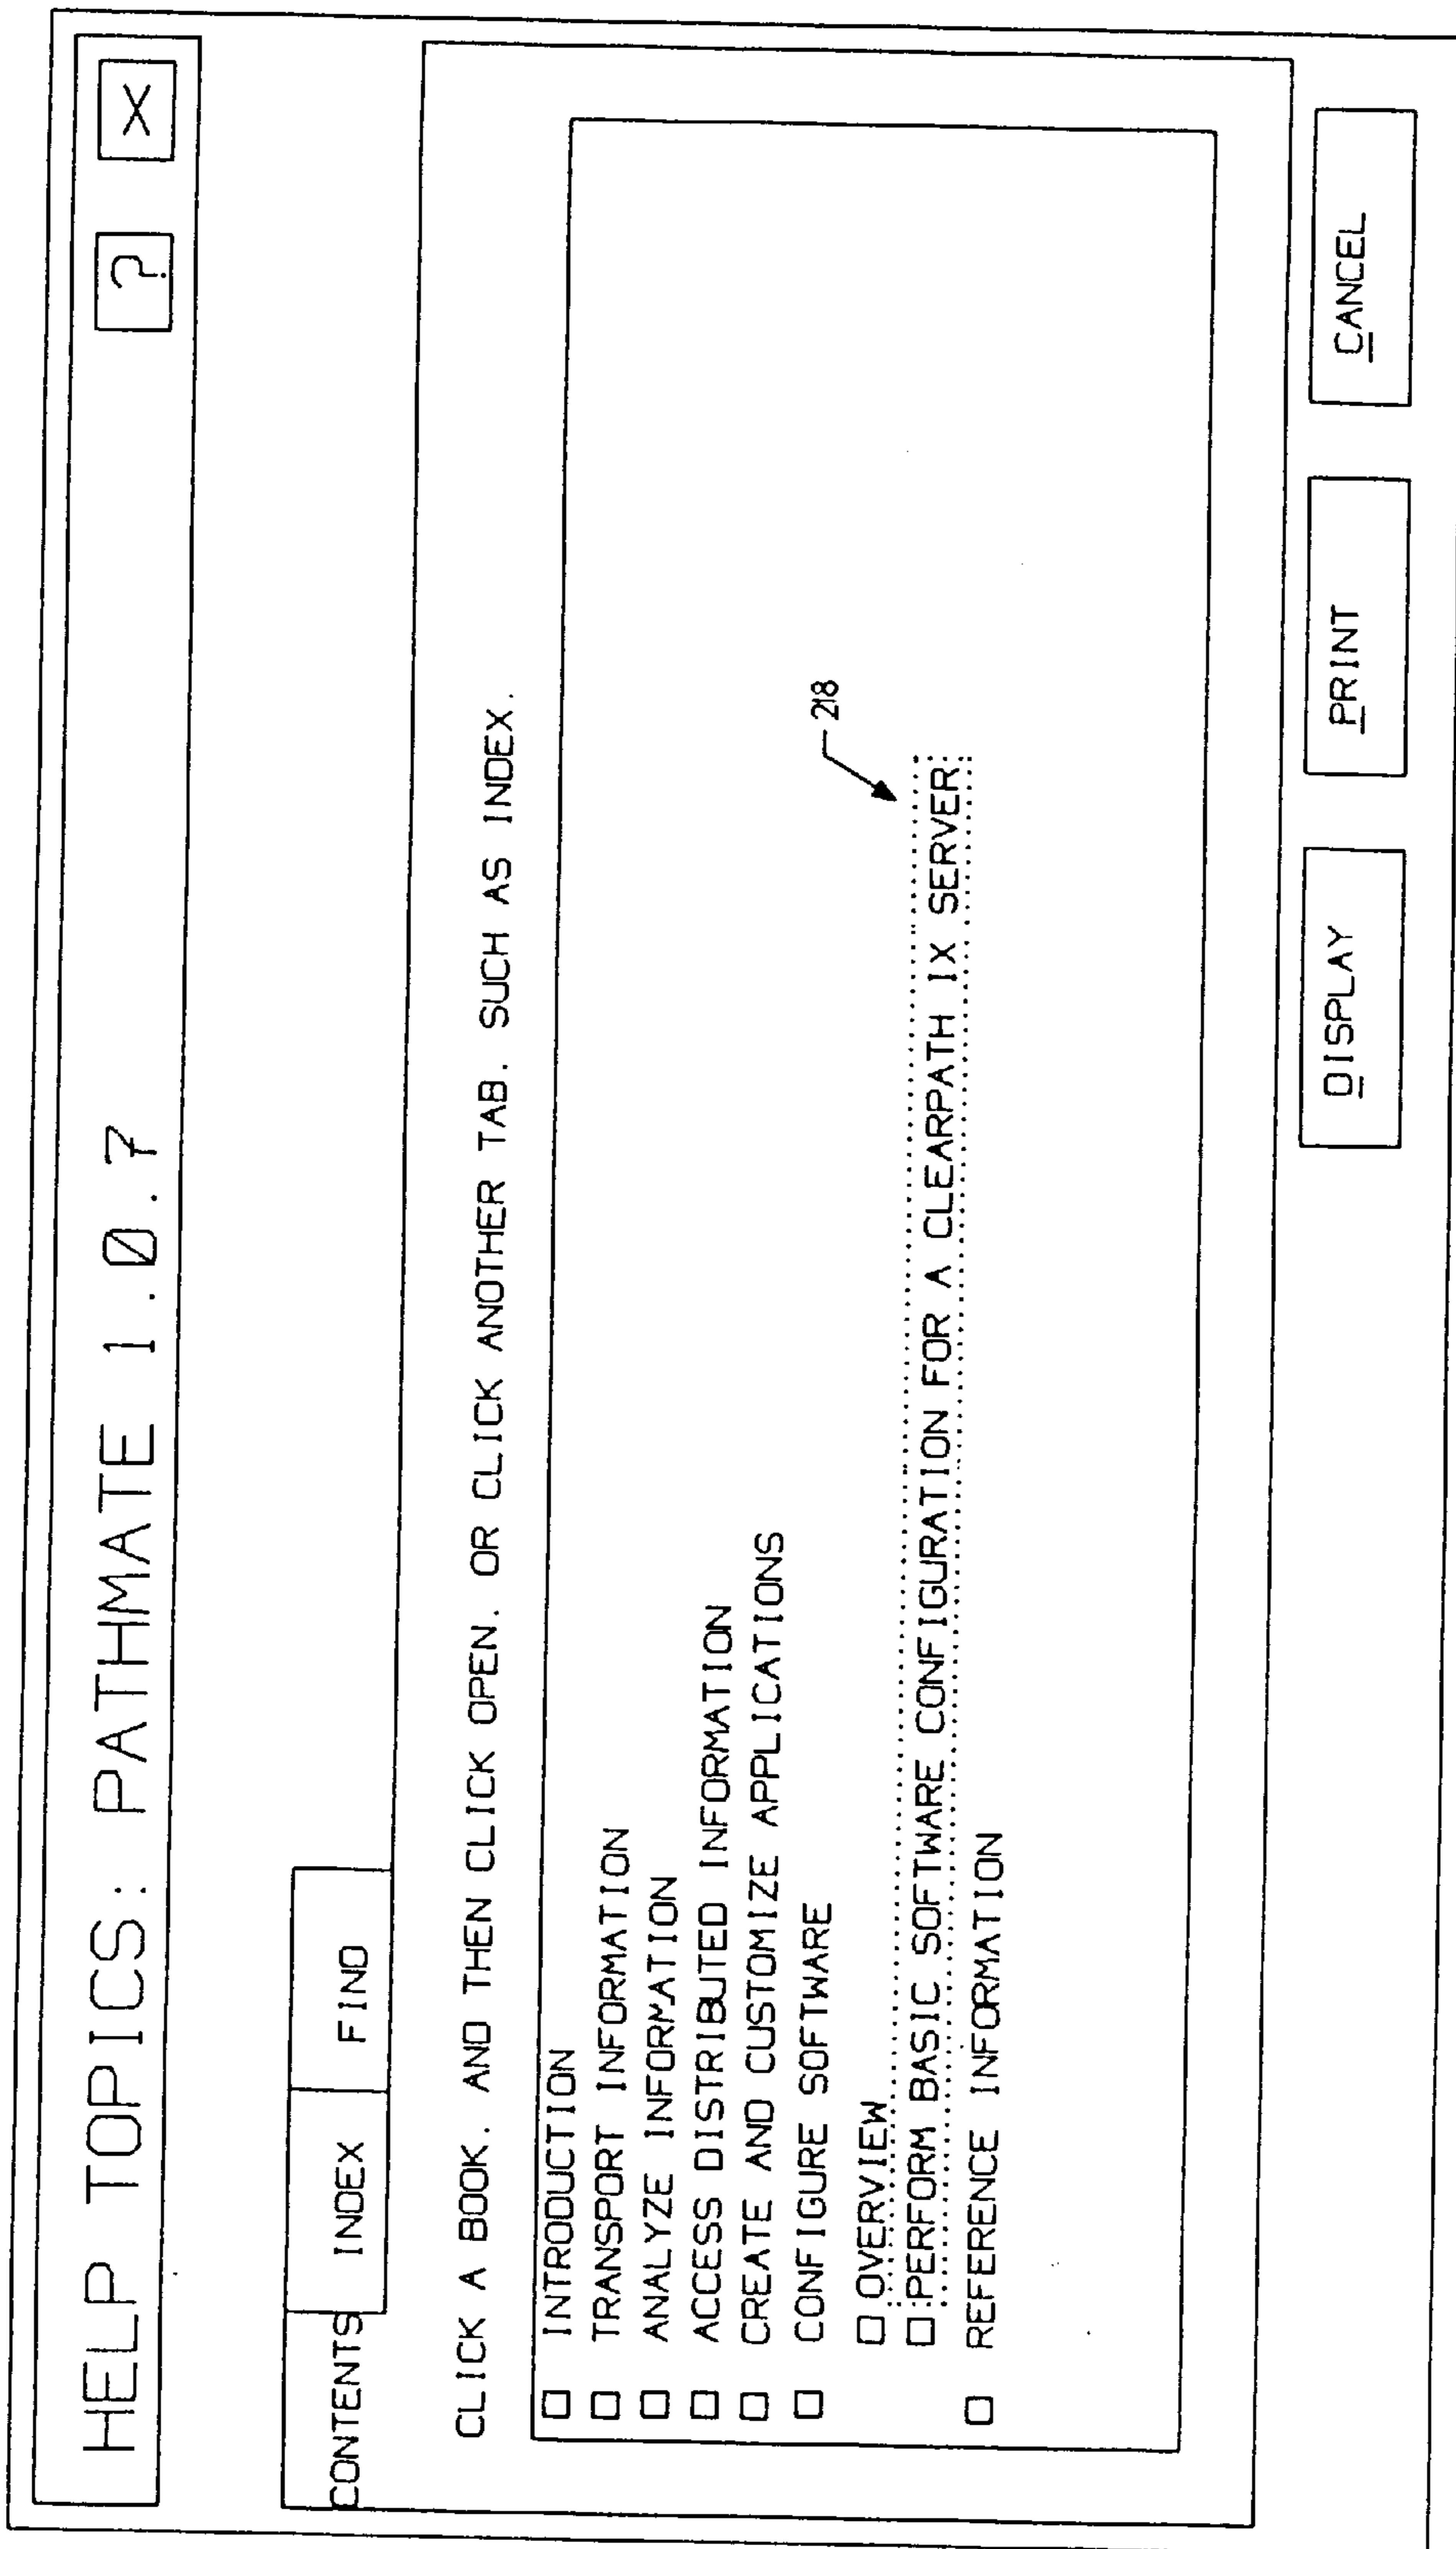 HELP TOPICS: PATHMATE 1.0.7
? X
CONTENTS INDEX FIND
CLICK A BOOK. AND THEN CLICK OPEN. OR CLICK ANOTHER TAB. SUCH AS INDEX.
INTRODUCTION
TRANSPORT INFORMATION
ANALYZE INFORMATION
ACCESS DISTRIBUTED INFORMATION
CREATE AND CUSTOMIZE APPLICATIONS
CONFIGURE SOFTWARE
218
OVERVIEW
PERFORM BASIC SOFTWARE CONFIGURATION FOR A CLEARPATH IX SERVER
REFERENCE INFORMATION
DISPLAY PRINT CANCEL